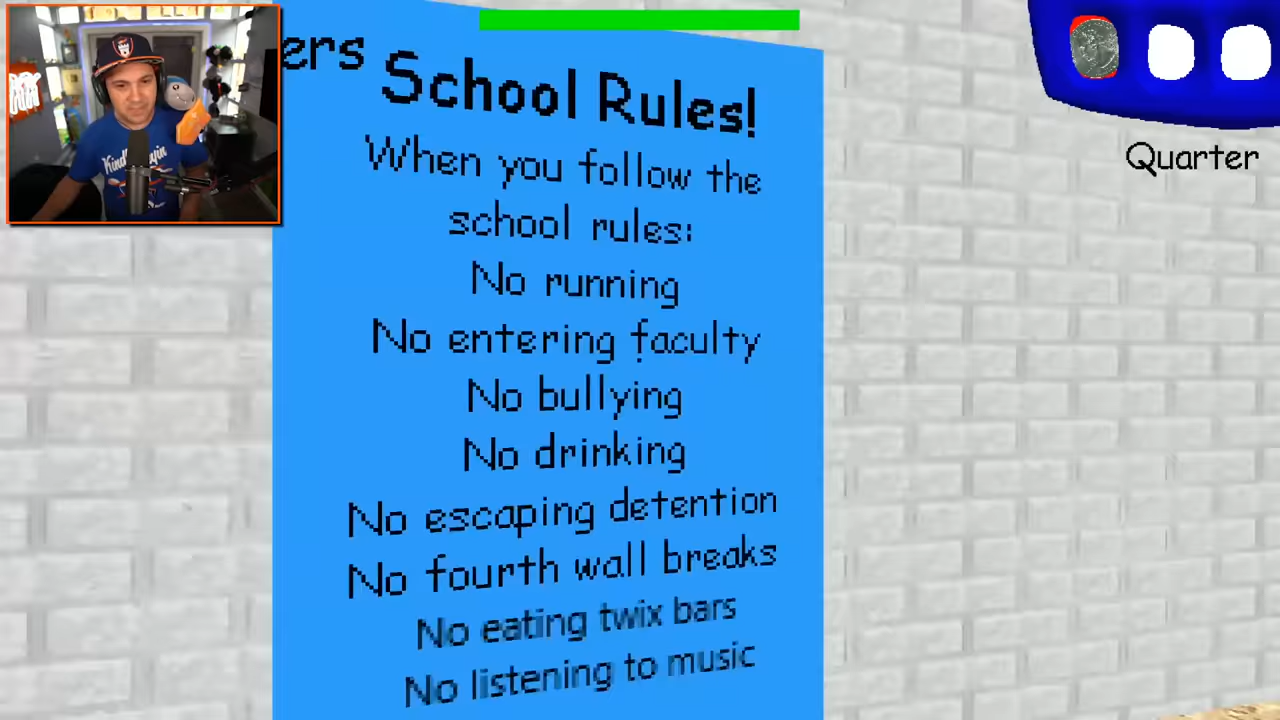 ers
School Rules!
When you follow the
school rules:
No running
No entering faculty
No bullying
No drinking
No escaping detention
No fourth wall breaks
No eating twix bars
No listening to music
Quarter